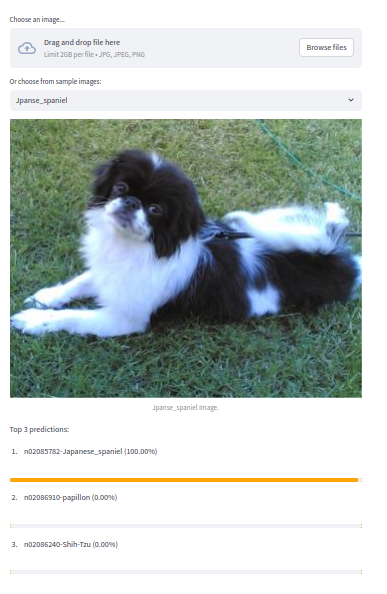 Choose an image...
Drag and drop file here
Limit 2GB per file • JPG, JPEG, PNG
Browse files
Or choose from sample images:
Jpanse_spaniel
Jpanse_spaniel Image.
Top 3 predictions:
1. n02085782-Japanese_spaniel (100.00%)
2. n02086910-papillon (0.00%)
3. n02086240-Shih-Tzu (0.00%)